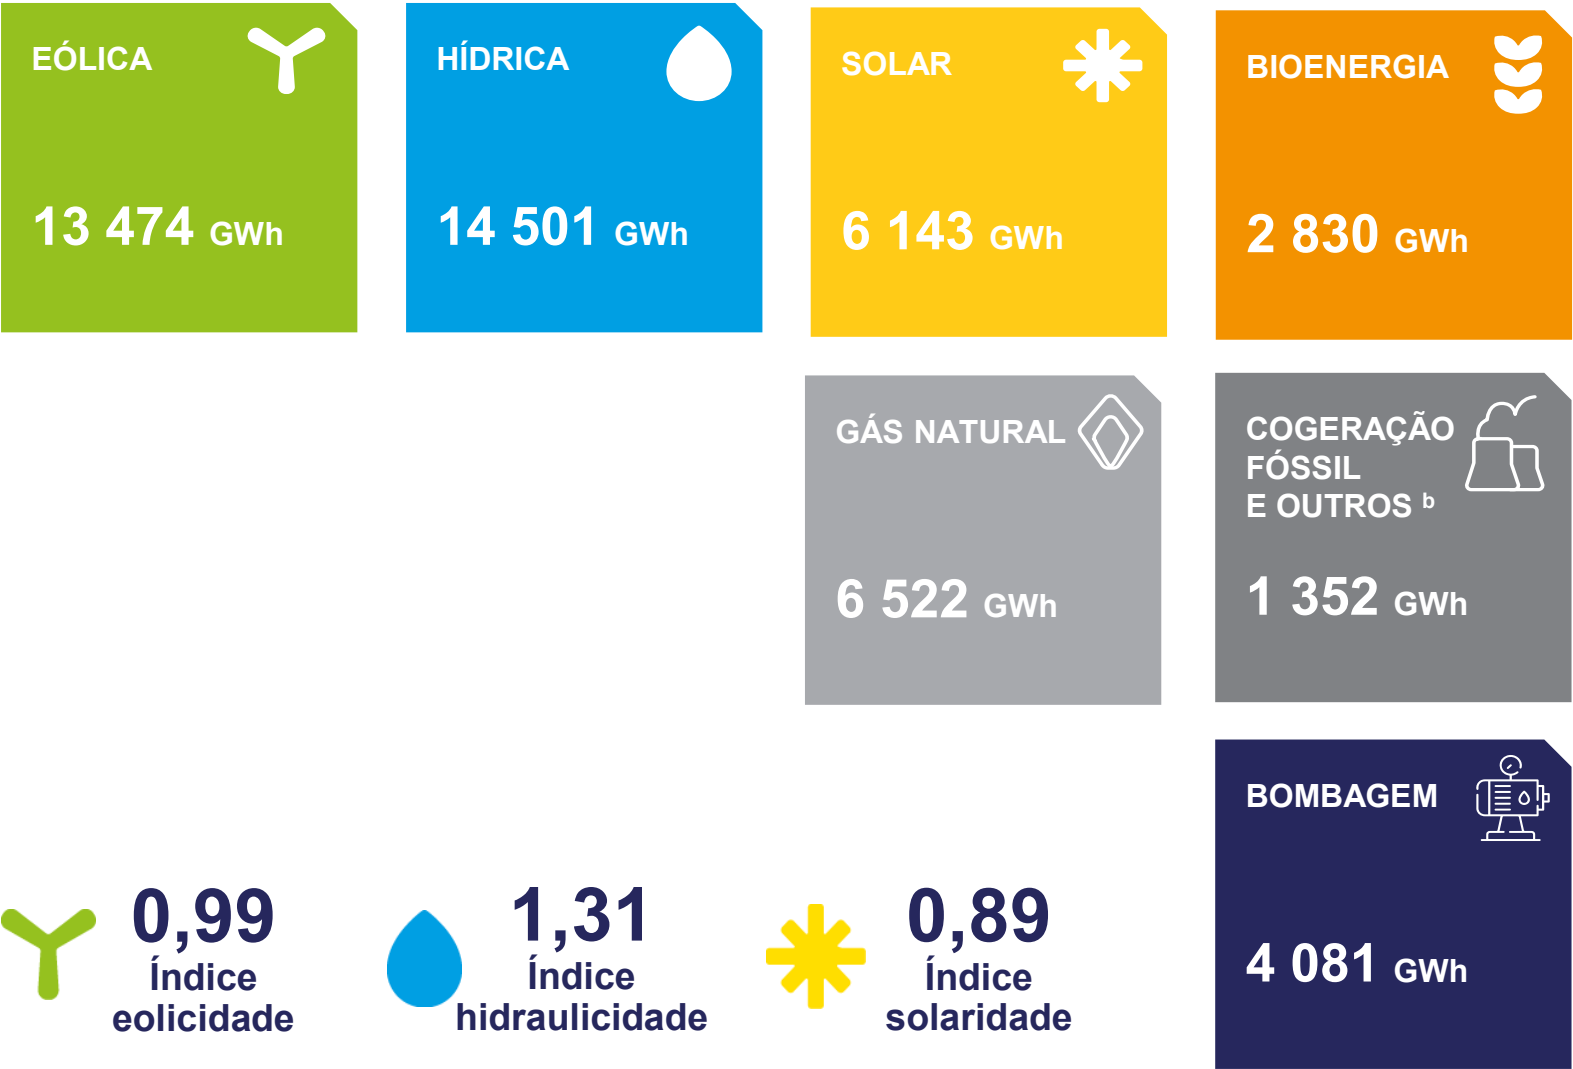 EÓLICA
13 474 GWh
HÍDRICA
14 501 GWh
SOLAR
6 143 GWh
BIOENERGIA
2 830 GWh
GÁS NATURAL
6 522 GWh
COGERAÇÃO
FÓSSIL
E OUTROS ᵇ
1 352 GWh
BOMBAGEM
4 081 GWh
0,99
Índice
eolicidade
1,31
Índice
hidraulicidade
0,89
Índice
solaridade